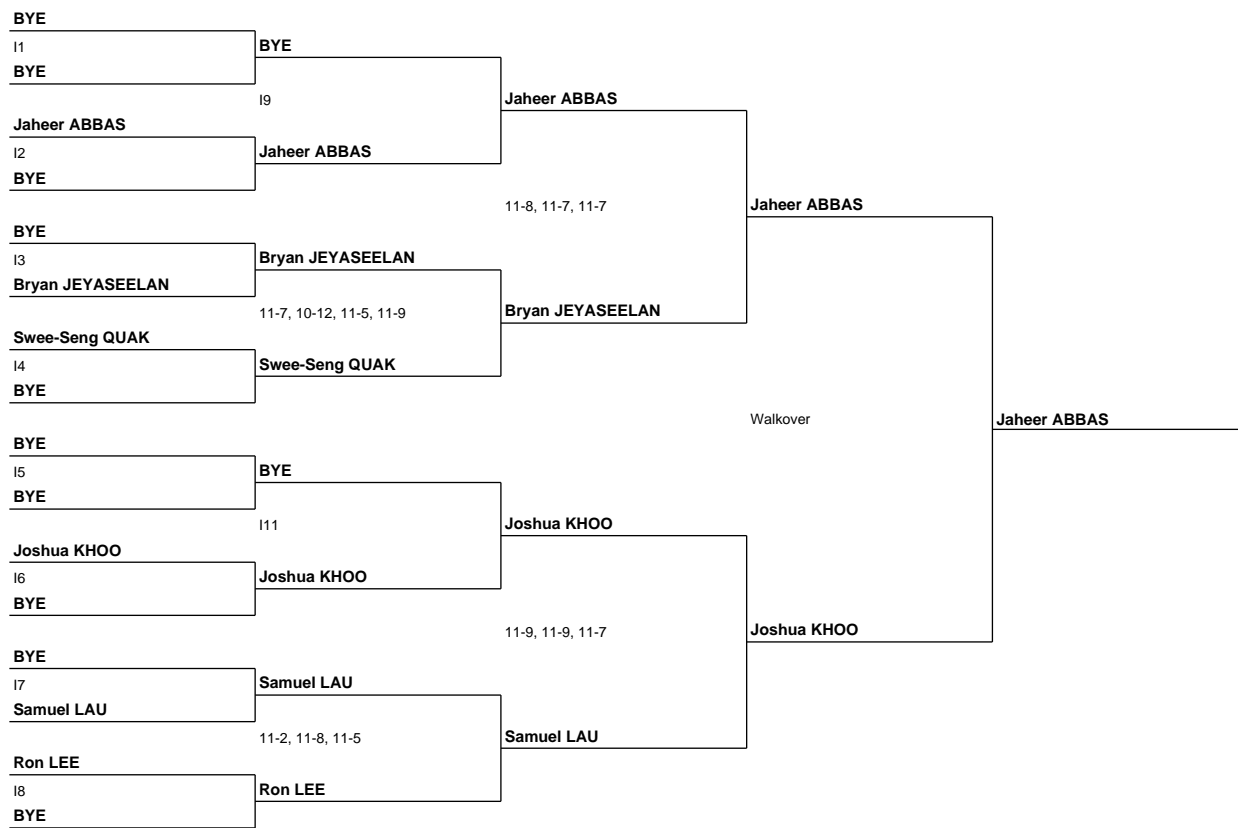 BYE
I1
BYE
BYE
I9
Jaheer ABBAS
Jaheer ABBAS
I2
Jaheer ABBAS
BYE
11-8, 11-7, 11-7
Jaheer ABBAS
BYE
I3
Bryan JEYASEELAN
Bryan JEYASEELAN
11-7, 10-12, 11-5, 11-9
Bryan JEYASEELAN
Swee-Seng QUAK
I4
Swee-Seng QUAK
BYE
Walkover
Jaheer ABBAS
BYE
I5
BYE
BYE
I11
Joshua KHOO
Joshua KHOO
I6
Joshua KHOO
BYE
11-9, 11-9, 11-7
Joshua KHOO
BYE
I7
Samuel LAU
Samuel LAU
11-2, 11-8, 11-5
Samuel LAU
Ron LEE
I8
Ron LEE
BYE